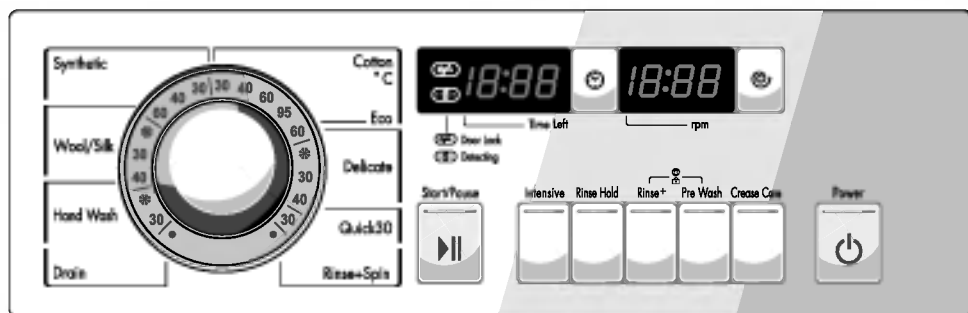 Synthetic
Cotton
°C
Eco
Wool/Silk
Delicate
Hand Wash
Quick30
Drain
Rinse+Spin
30
40
60
40
30
40
30
30
40
60
95
60
30
40
30
18:88
18:88
Time Left
rpm
Door Lock
Detecting
Start/Pause
Intensive
Rinse Hold
Rinse+
Pre Wash
Crease Care
Power